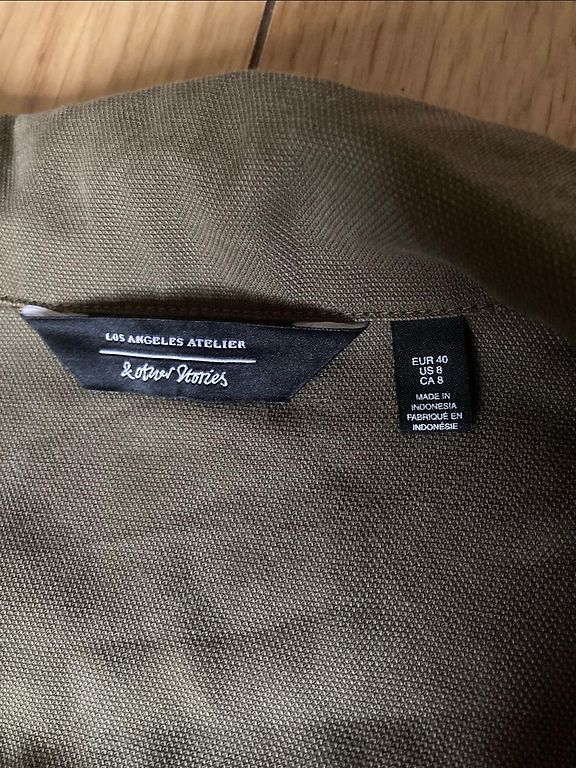 LOS ANGELES ATELIER
& other Stories
EUR 40
US 8
CA 8
MADE IN
INDONESIA
FABRIQUÉ EN
INDONÉSIE